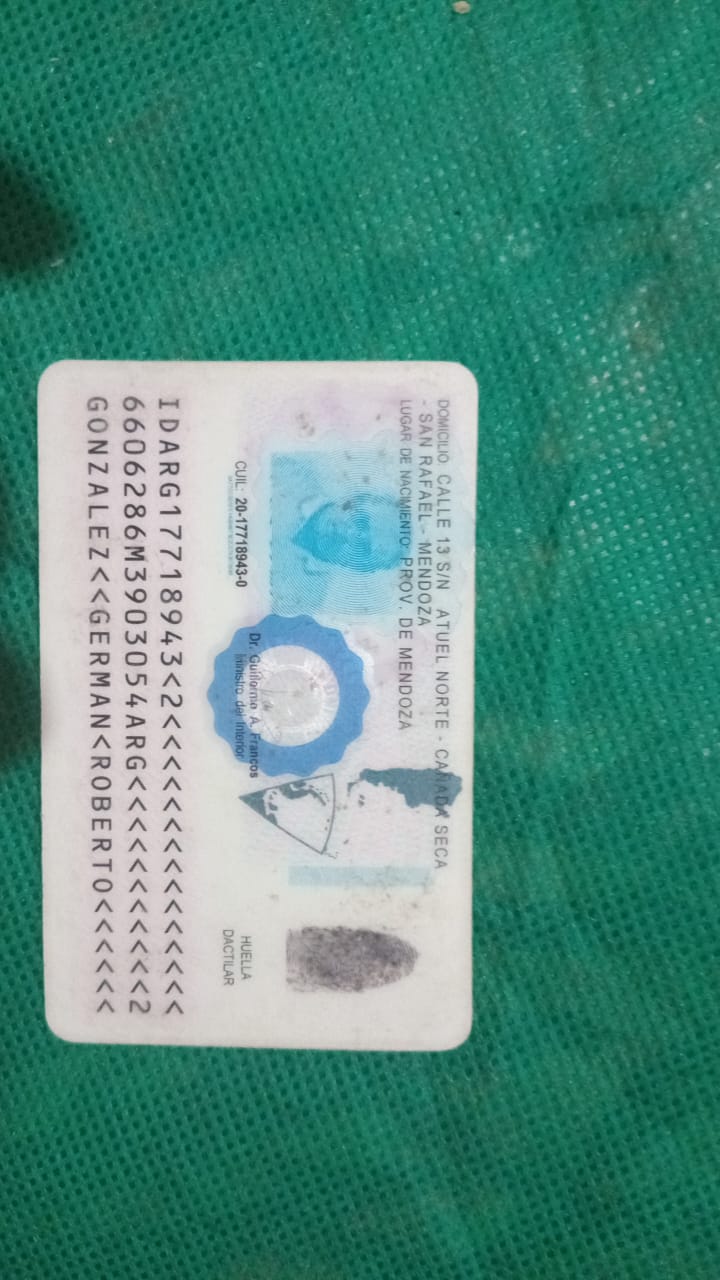 DOMICILIO: CALLE 13 S/N ATUEL NORTE - CAÑADA SECA
- SAN RAFAEL - MENDOZA
LUGAR DE NACIMIENTO: PROV. DE MENDOZA
CUIL: 20-17718943-0
Dr. Guillermo A. Francos
Ministro del Interior
HUELLA
DACTILAR
IDARG17718943<2<<<<<<<<<<<<<<<
6606286M3903054ARG<<<<<<<<<<<2
GONZALEZ<<GERMAN<ROBERTO<<<<<<